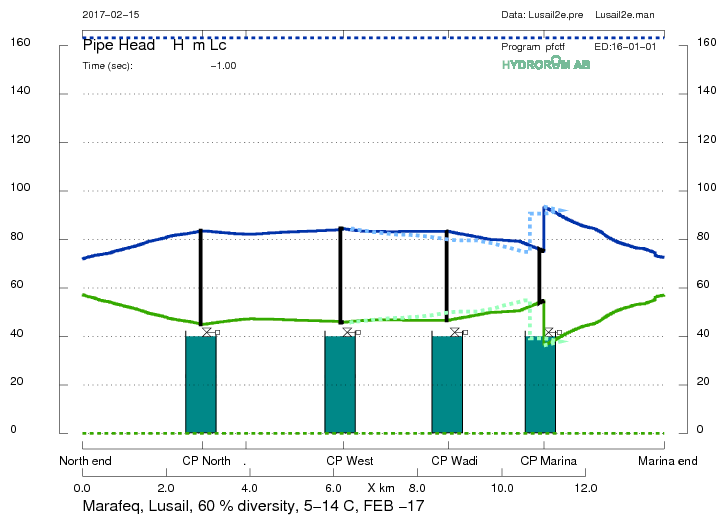 2017-02-15 Data: Lusail2e.pre Lusail2e.man
Pipe Head H m Lc Program pfctf ED:16-01-01
Time (sec): -1.00 HYDRORAM AB
160 160
140 140
120 120
100 100
80 80
60 60
40 40
20 20
0 0
North end CP North . CP West CP Wadi CP Marina Marina end
0.0 2.0 4.0 6.0 X km 8.0 10.0 12.0
Marafeq, Lusail, 60 % diversity, 5-14 C, FEB -17